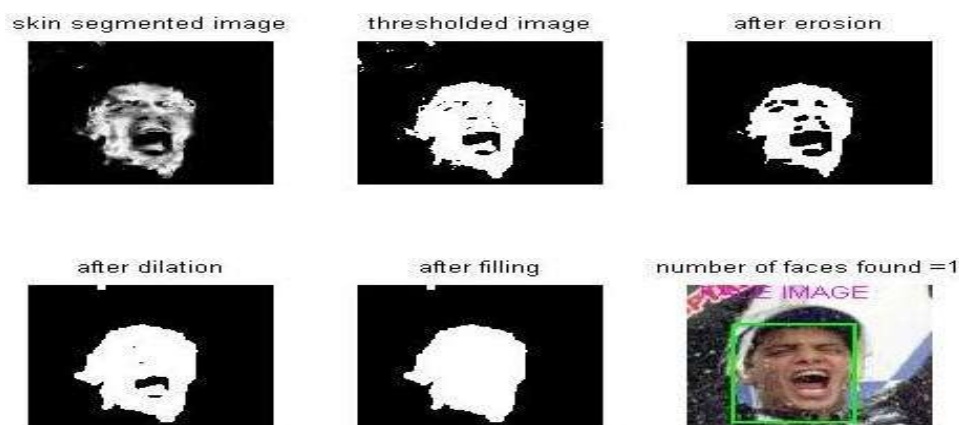 skin segmented image
thresholded image
after erosion
after dilation
after filling
number of faces found =1
IMAGE